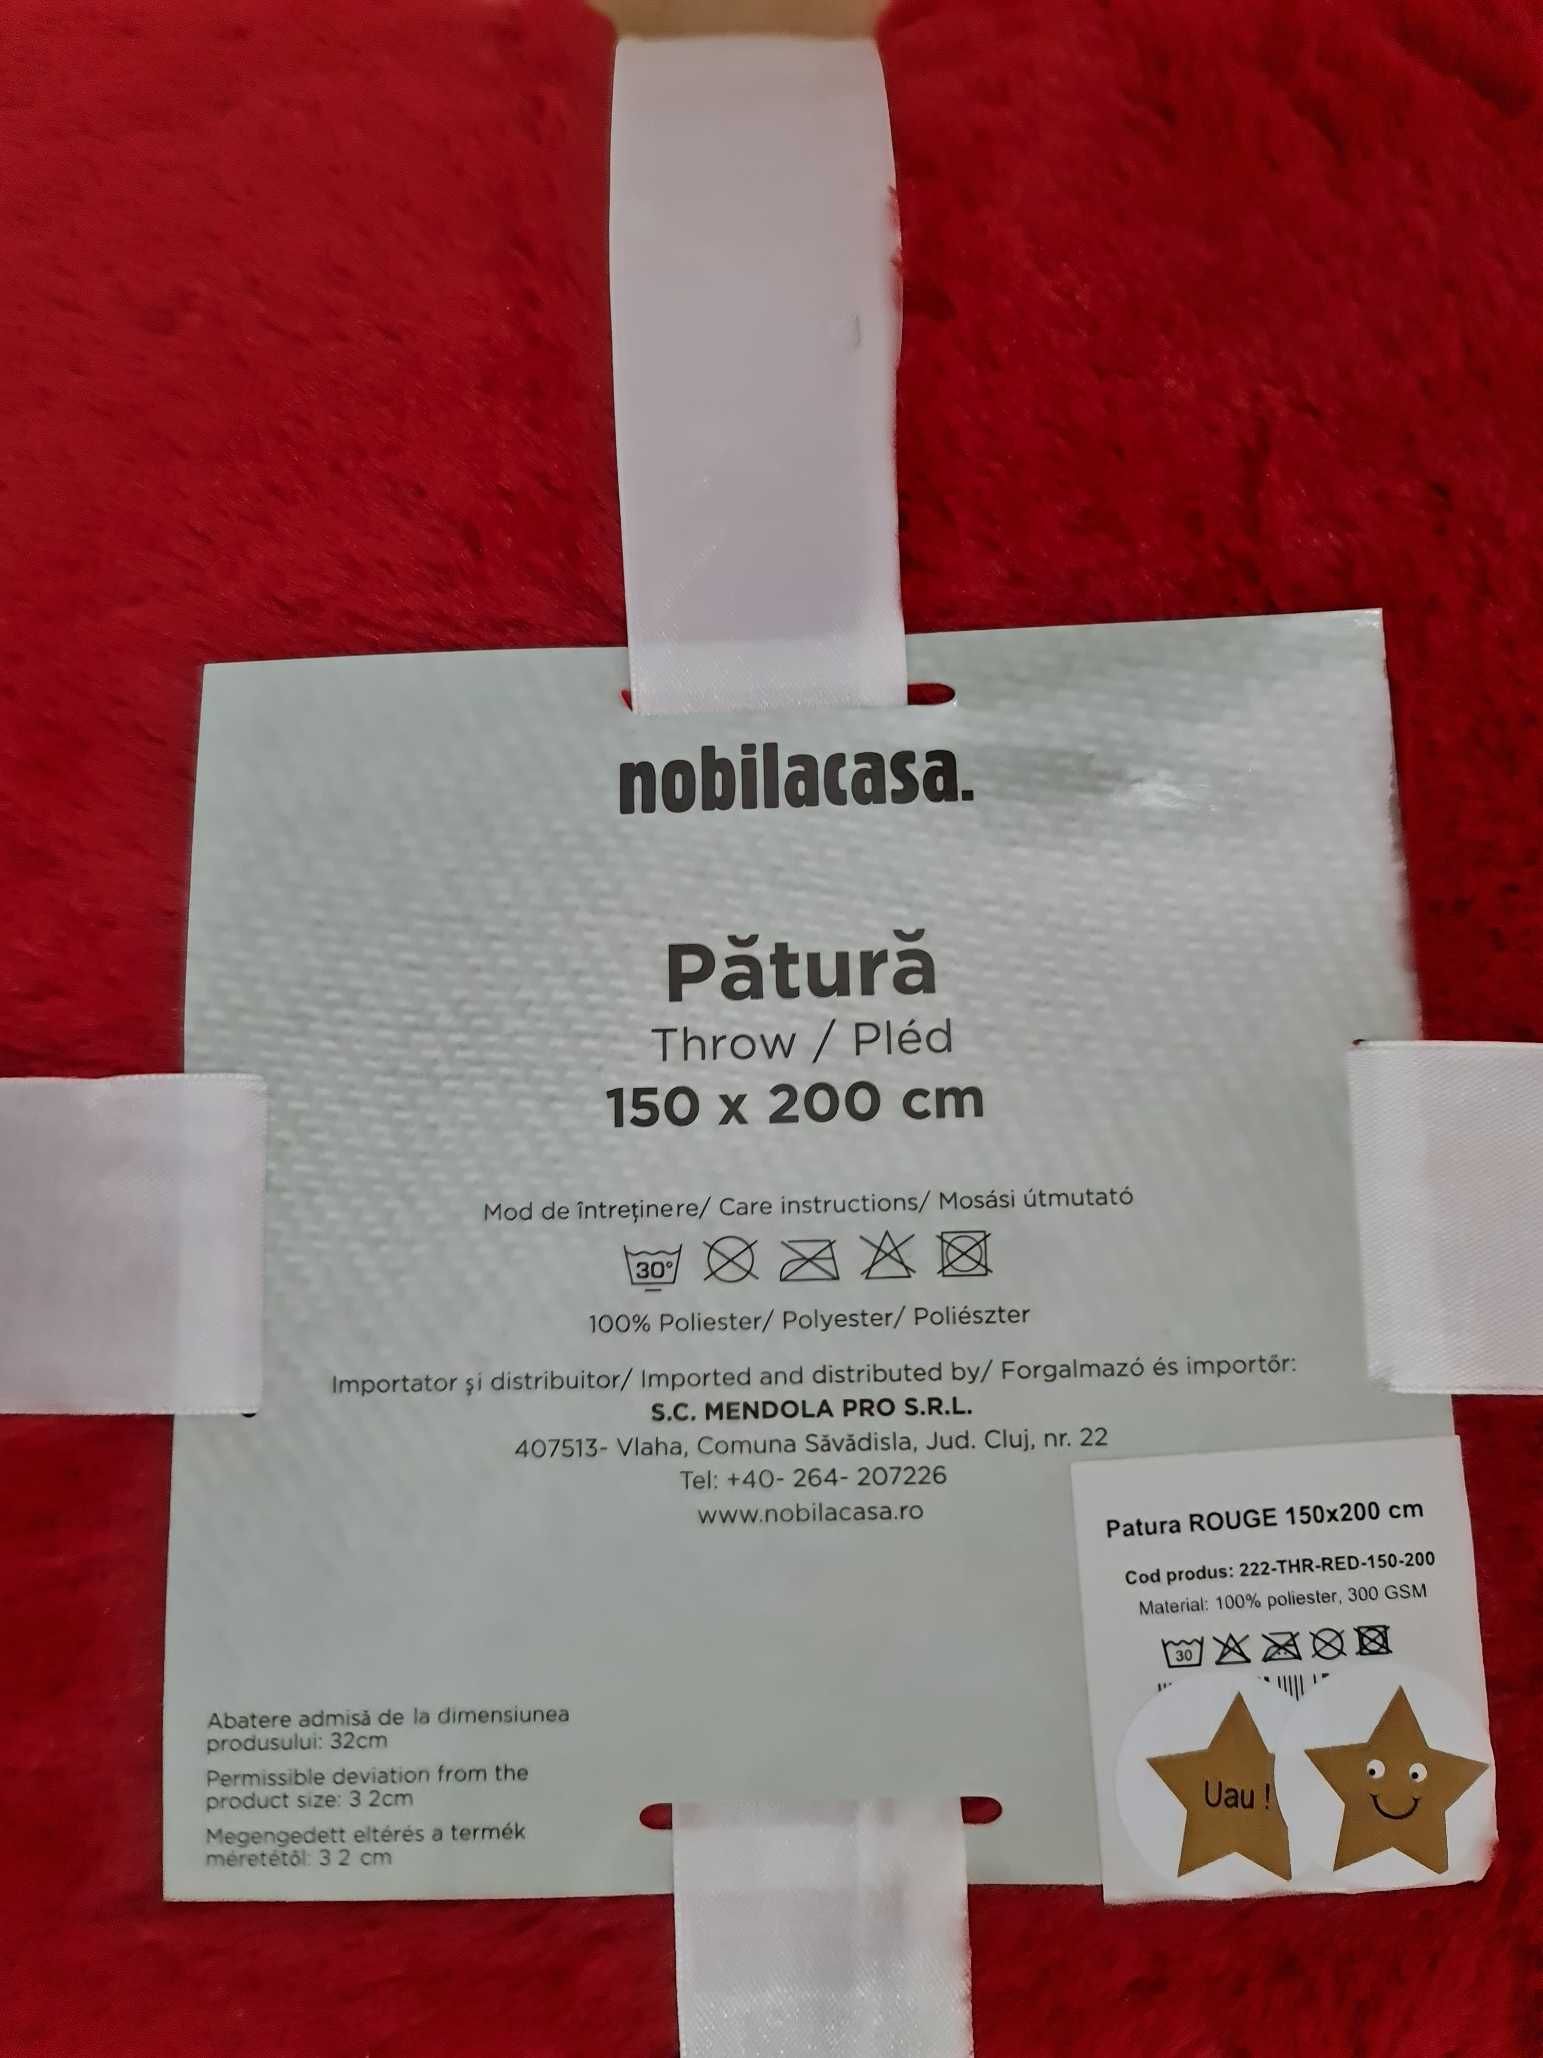 nobilacasa.
Pătură
Throw / Pléd
150 x 200 cm
Mod de întreținere/ Care instructions/ Mosási útmutató
30°
100% Poliester/ Polyester/ Poliészter
Importator și distribuitor/ Imported and distributed by/ Forgalmazó és importőr:
S.C. MENDOLA PRO S.R.L.
407513- Vlaha, Comuna Săvădisla, Jud. Cluj, nr. 22
Tel: +40- 264- 207226
www.nobilacasa.ro
Patura ROUGE 150x200 cm
Cod produs: 222-THR-RED-150-200
Material: 100% poliester, 300 GSM
30
Uau !
Abatere admisă de la dimensiunea
produsului: 32cm
Permissible deviation from the
product size: 3 2cm
Megengedett eltérés a termék
méretétől: 3 2 cm